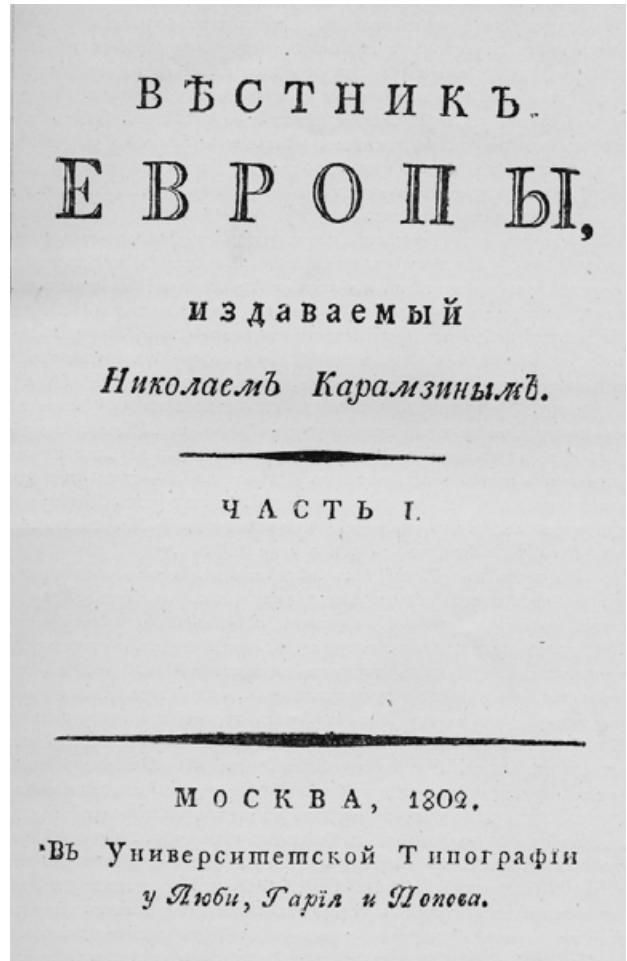 ВѢСТНИКЪ
ЕВРОПЫ,
издаваемый
Николаемъ Карамзинымъ.
ЧАСТЬ I.
МОСКВА, 1802.
Въ Университетской Типографіи
у Люби, Гарія и Попова.